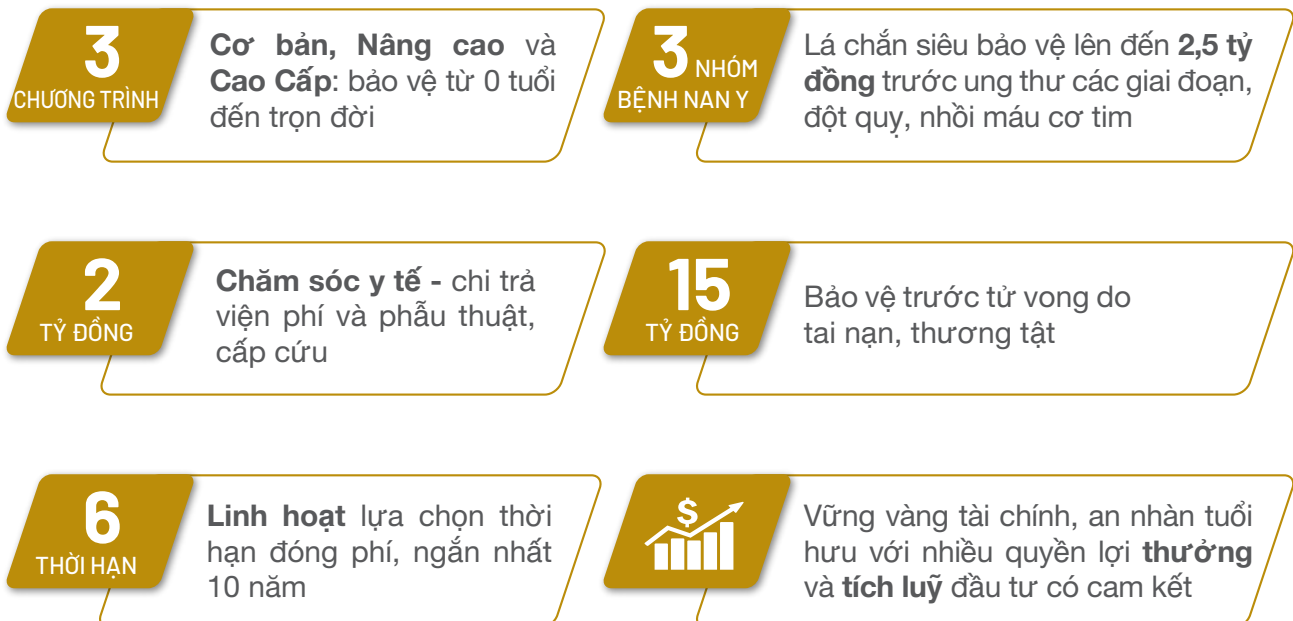 3
CHƯƠNG TRÌNH
Cơ bản, Nâng cao và
Cao Cấp: bảo vệ từ 0 tuổi
đến trọn đời
3 NHÓM
BỆNH NAN Y
Lá chắn siêu bảo vệ lên đến 2,5 tỷ
đồng trước ung thư các giai đoạn,
đột quỵ, nhồi máu cơ tim
2
TỶ ĐỒNG
Chăm sóc y tế - chi trả
viện phí và phẫu thuật,
cấp cứu
15
TỶ ĐỒNG
Bảo vệ trước tử vong do
tai nạn, thương tật
6
THỜI HẠN
Linh hoạt lựa chọn thời
hạn đóng phí, ngắn nhất
10 năm
$
Vững vàng tài chính, an nhàn tuổi
hưu với nhiều quyền lợi thưởng
và tích luỹ đầu tư có cam kết